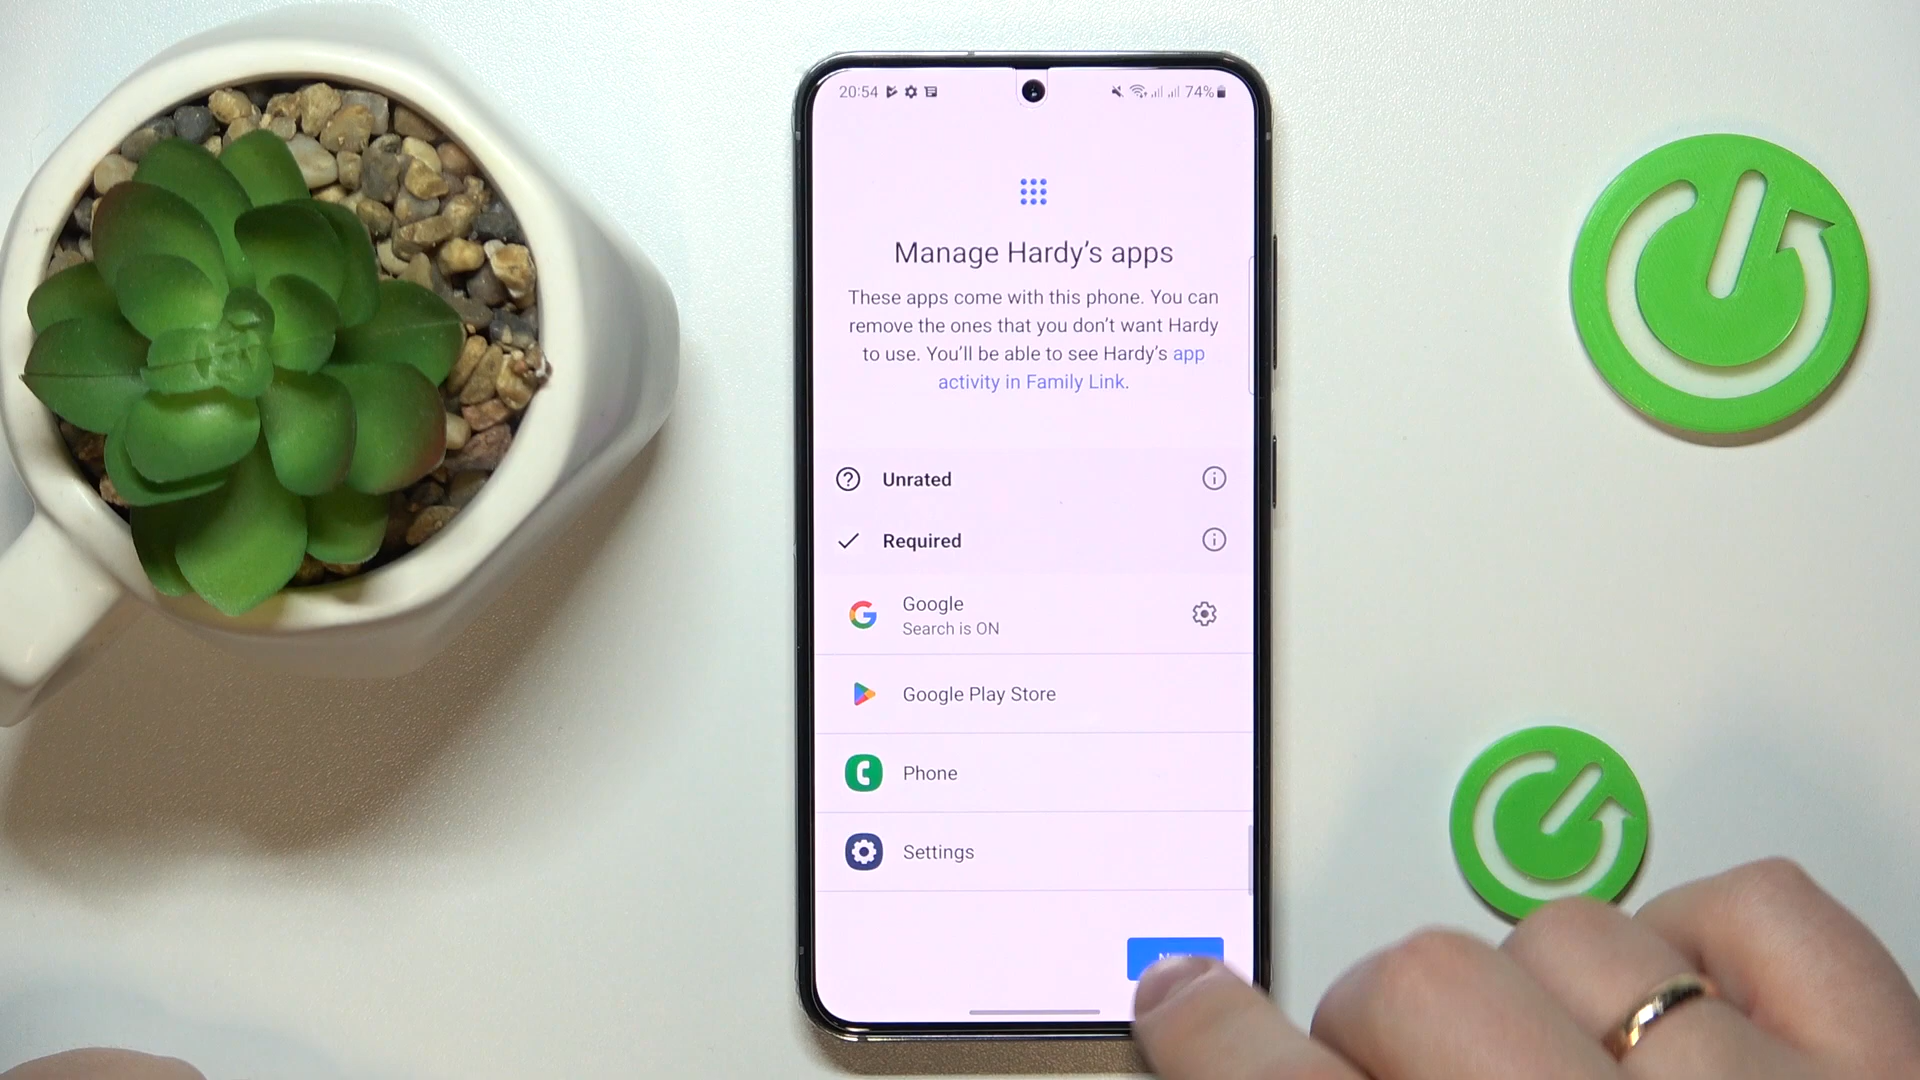 20:54
74%
Manage Hardy's apps
These apps come with this phone. You can
remove the ones that you don't want Hardy
to use. You'll be able to see Hardy's app
activity in Family Link.
Unrated
Required
Google
Search is ON
Google Play Store
Phone
Settings